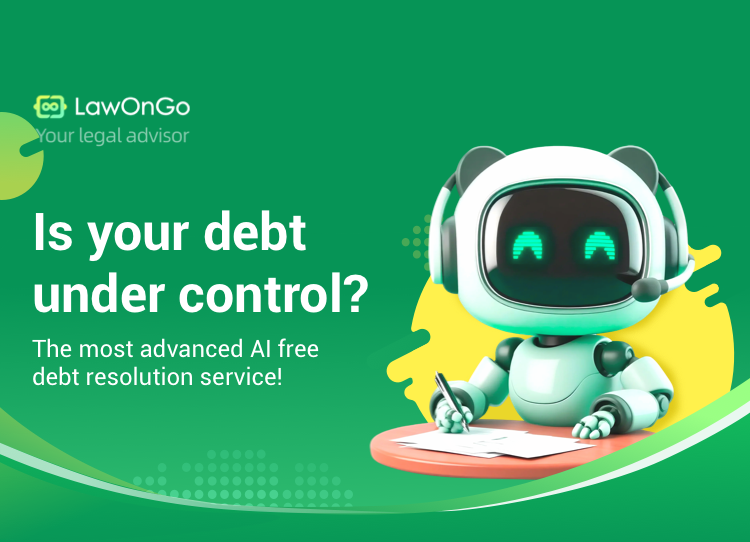 LawOnGo
Your legal advisor
Is your debt
under control?
The most advanced AI free
debt resolution service!